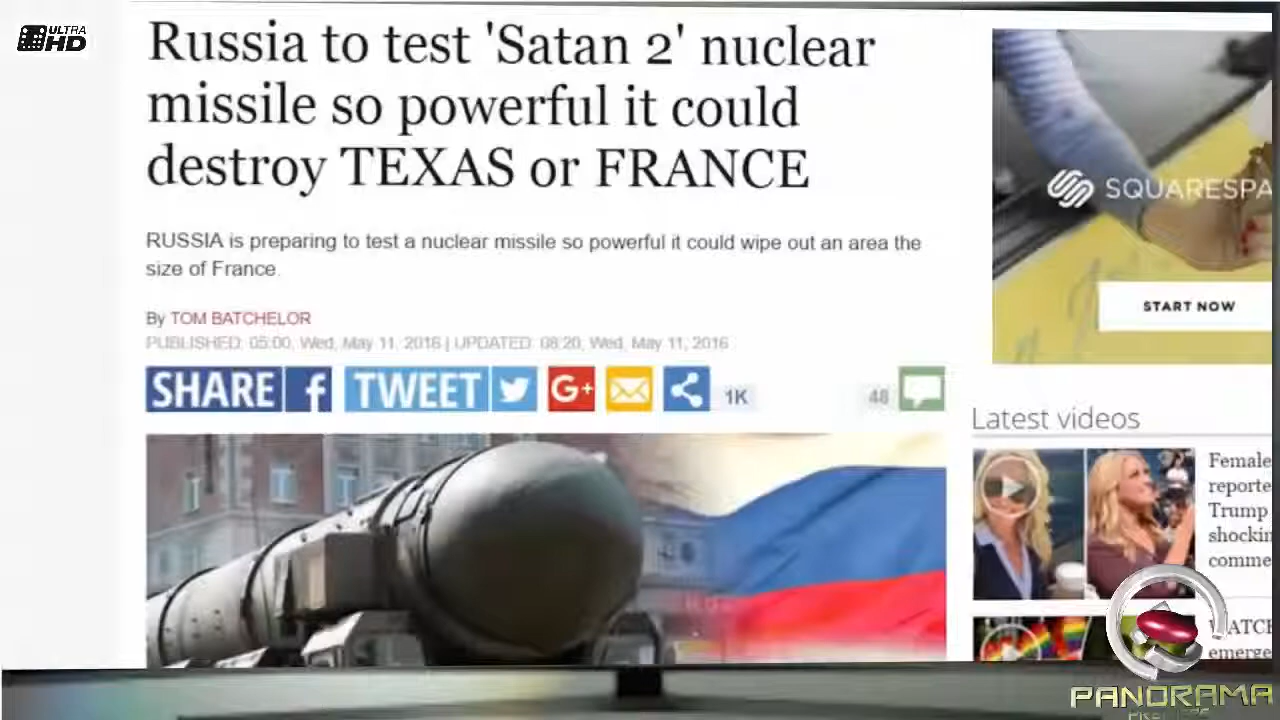 ULTRA
HD
Russia to test 'Satan 2' nuclear
missile so powerful it could
destroy TEXAS or FRANCE
RUSSIA is preparing to test a nuclear missile so powerful it could wipe out an area the
size of France.
By TOM BATCHELOR
PUBLISHED: 05:00, Wed, May 11, 2016 | UPDATED: 08:20, Wed, May 11, 2016
SHARE f TWEET G+ 1K 48
SQUARESPA
START NOW
Latest videos
Female
reporte
Trump
shockin
comme
WATCH
emerge
PANORAMA